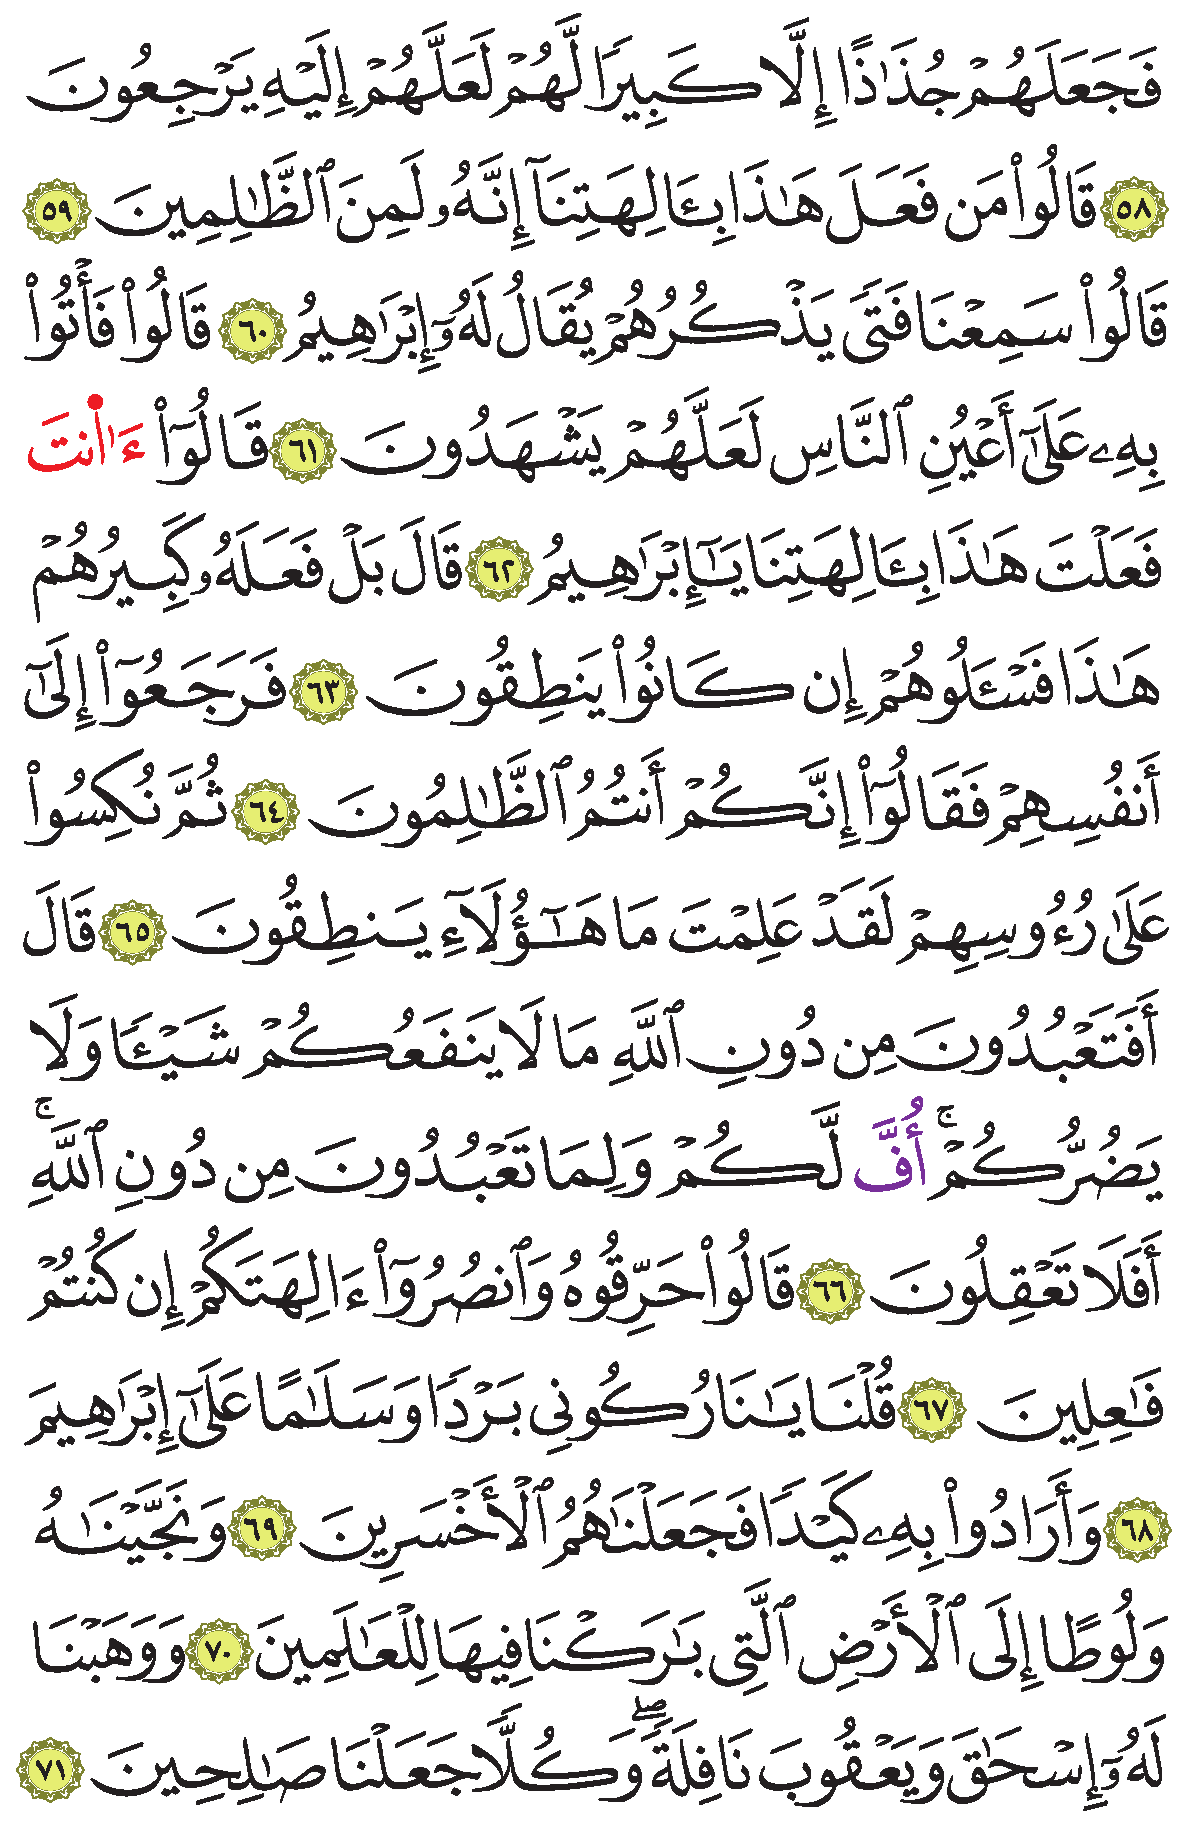 فَجَعَلَهُمۡ جُذَٰذًا إِلَّا كَبِيرٗا لَّهُمۡ لَعَلَّهُمۡ إِلَيۡهِ يَرۡجِعُونَ
٥٨ قَالُواْ مَن فَعَلَ هَٰذَا بِـَٔالِهَتِنَآ إِنَّهُۥ لَمِنَ ٱلظَّٰلِمِينَ ٥٩
قَالُواْ سَمِعۡنَا فَتٗى يَذۡكُرُهُمۡ يُقَالُ لَهُۥٓ إِبۡرَٰهِيمُ ٦٠ قَالُواْ فَأۡتُواْ
بِهِۦ عَلَىٰٓ أَعۡيُنِ ٱلنَّاسِ لَعَلَّهُمۡ يَشۡهَدُونَ ٦١ قَالُوٓاْ ءَا۬نتَ
فَعَلۡتَ هَٰذَا بِـَٔالِهَتِنَا يَـٰٓإِبۡرَٰهِيمُ ٦٢ قَالَ بَلۡ فَعَلَهُۥ كَبِيرُهُمۡ
هَٰذَا فَسۡـَٔلُوهُمۡ إِن كَانُواْ يَنطِقُونَ ٦٣ فَرَجَعُوٓاْ إِلَىٰٓ
أَنفُسِهِمۡ فَقَالُوٓاْ إِنَّكُمۡ أَنتُمُ ٱلظَّٰلِمُونَ ٦٤ ثُمَّ نُكِسُواْ
عَلَىٰ رُءُوسِهِمۡ لَقَدۡ عَلِمۡتَ مَا هَـٰٓؤُلَآءِ يَنطِقُونَ ٦٥ قَالَ
أَفَتَعۡبُدُونَ مِن دُونِ ٱللَّهِ مَا لَا يَنفَعُكُمۡ شَيۡـٔٗا وَلَا
يَضُرُّكُمۡۚ أُفَّ لَّكُمۡ وَلِمَا تَعۡبُدُونَ مِن دُونِ ٱللَّهِۚ
أَفَلَا تَعۡقِلُونَ ٦٦ قَالُواْ حَرِّقُوهُ وَٱنصُرُوٓاْ ءَالِهَتَكُمۡ إِن كُنتُمۡ
فَٰعِلِينَ ٦٧ قُلۡنَا يَٰنَارُ كُونِي بَرۡدٗا وَسَلَٰمًا عَلَىٰٓ إِبۡرَٰهِيمَ
٦٨ وَأَرَادُواْ بِهِۦ كَيۡدٗا فَجَعَلۡنَٰهُمُ ٱلۡأَخۡسَرِينَ ٦٩ وَنَجَّيۡنَٰهُ
وَلُوطًا إِلَى ٱلۡأَرۡضِ ٱلَّتِي بَٰرَكۡنَا فِيهَا لِلۡعَٰلَمِينَ ٧٠ وَوَهَبۡنَا
لَهُۥٓ إِسۡحَٰقَ وَيَعۡقُوبَ نَافِلَةٗۖ وَكُلّٗا جَعَلۡنَا صَٰلِحِينَ ٧١